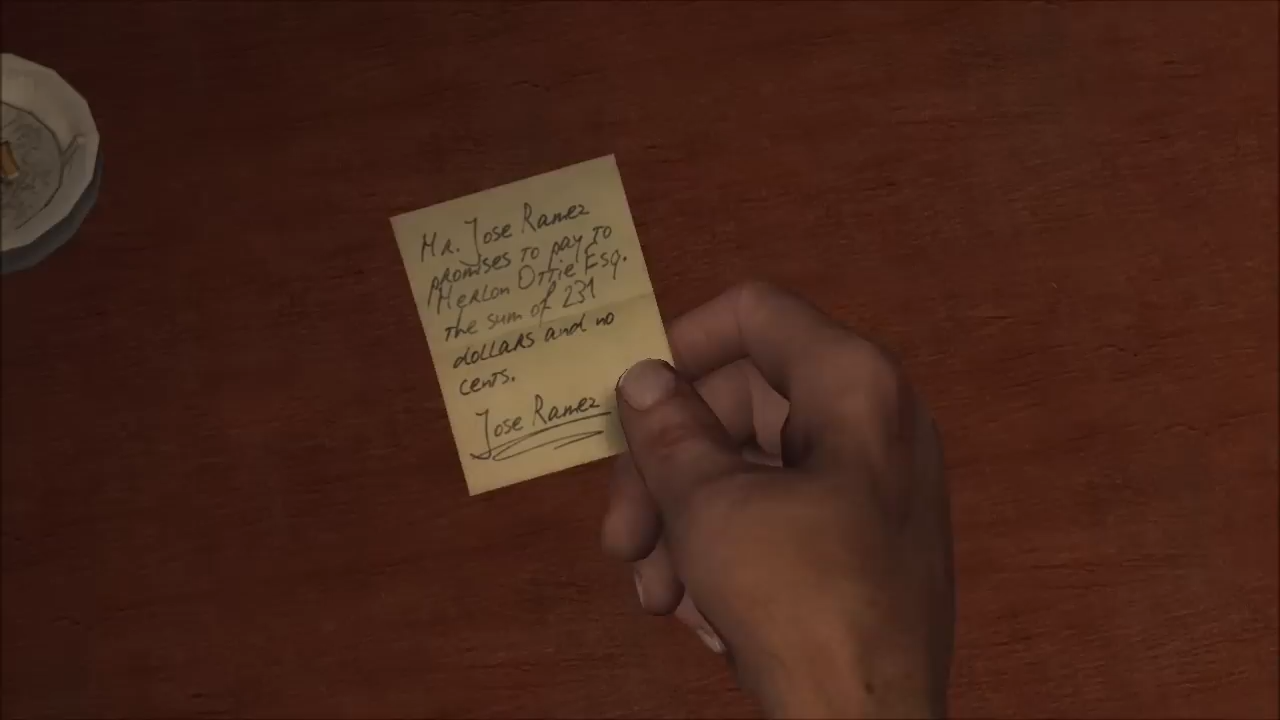 Mr. Jose Ramez
promises to pay to
Merlon Ottie Esq.
the sum of 231
dollars and no
cents.
Jose Ramez